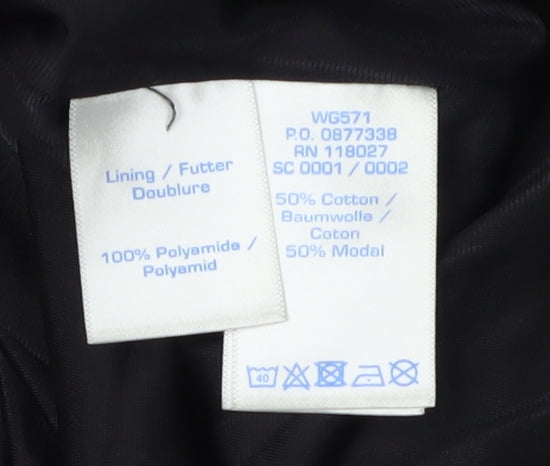 Lining / Futter
Doublure
100% Polyamide /
Polyamid
WG571
P.O. 0877338
RN 118027
SC 0001 / 0002
50% Cotton /
Baumwolle /
Coton
50% Modal
40